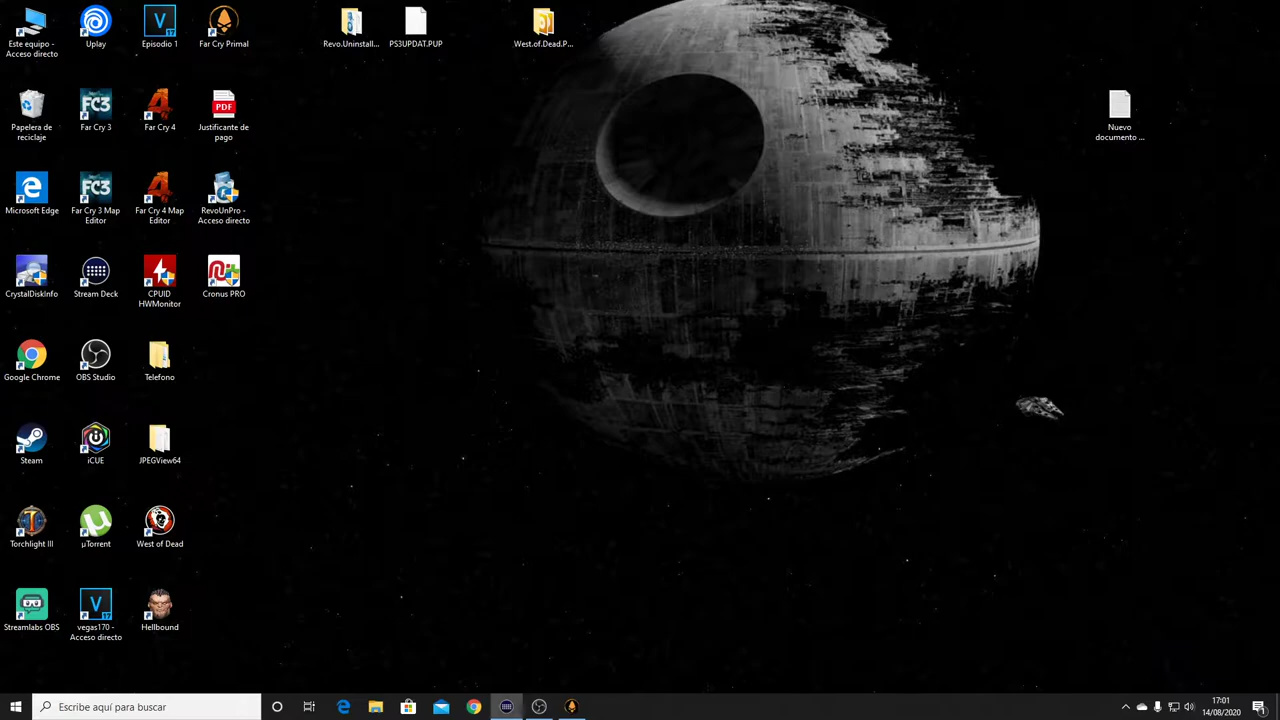 Este equipo -
Acceso directo
Uplay
Episodio 1
Far Cry Primal
Revo.Uninstall...
PS3UPDAT.PUP
West.of.Dead.P...
Papelera de
reciclaje
Far Cry 3
Far Cry 4
Justificante de
pago
Nuevo
documento ...
Microsoft Edge
Far Cry 3 Map
Editor
Far Cry 4 Map
Editor
RevoUnPro -
Acceso directo
CrystalDiskInfo
Stream Deck
CPUID
HWMonitor
Cronus PRO
Google Chrome
OBS Studio
Telefono
Steam
iCUE
JPEGView64
Torchlight III
µTorrent
West of Dead
Streamlabs OBS
vegas170 -
Acceso directo
Hellbound
Escribe aquí para buscar
17:01
14/08/2020